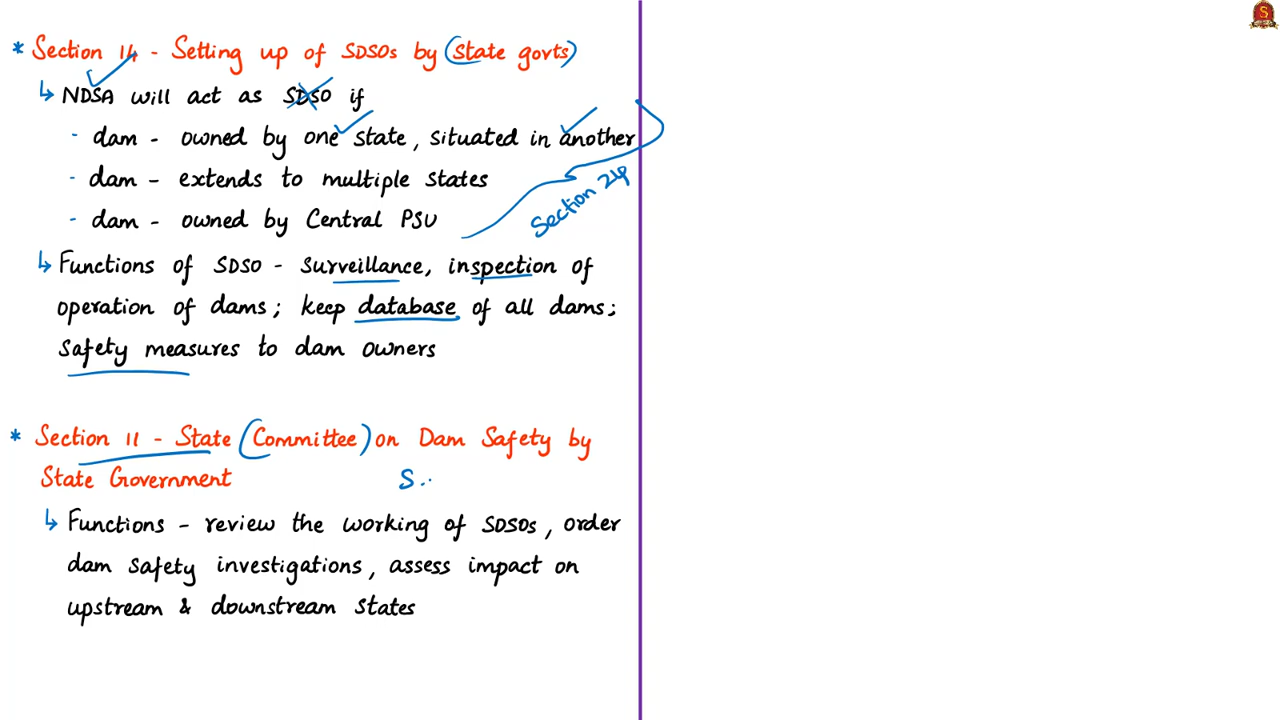 * Section 14 - Setting up of SDSOs by (state govts)
↳ NDSA will act as SDSO if
- dam - owned by one state, situated in another
- dam - extends to multiple states
- dam - owned by Central PSU
Section 24
↳ Functions of SDSO - surveillance, inspection of
operation of dams; keep database of all dams;
safety measures to dam owners
* Section 11 - State (Committee) on Dam Safety by
State Government
S..
↳ Functions - review the working of SDSOs, order
dam safety investigations, assess impact on
upstream & downstream states
S